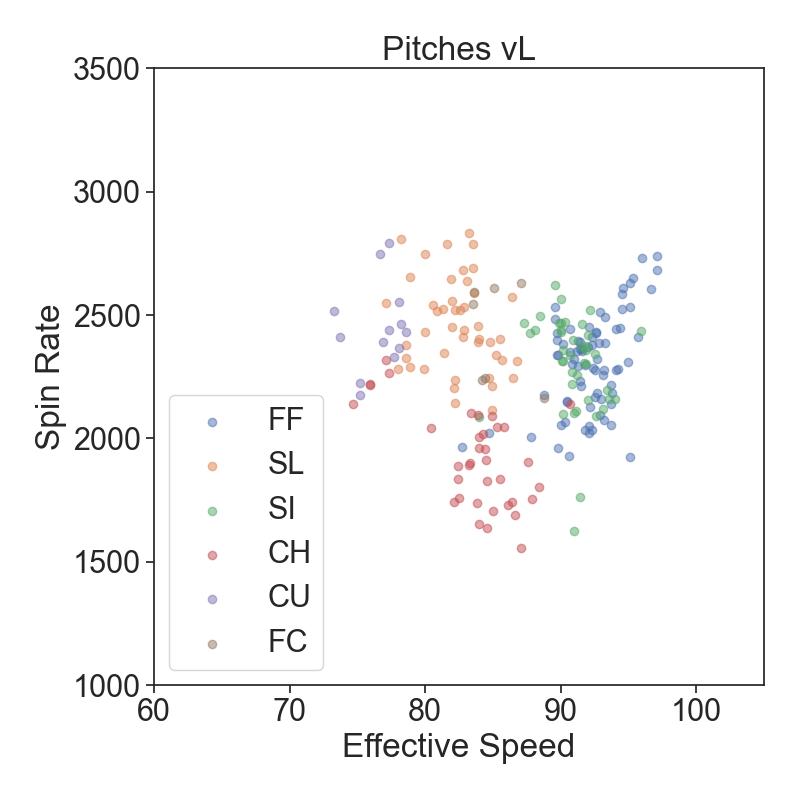 Pitches vL
3500
3000
2500
2000
1500
1000
Spin Rate
FF
SL
SI
CH
CU
FC
60 70 80 90 100
Effective Speed